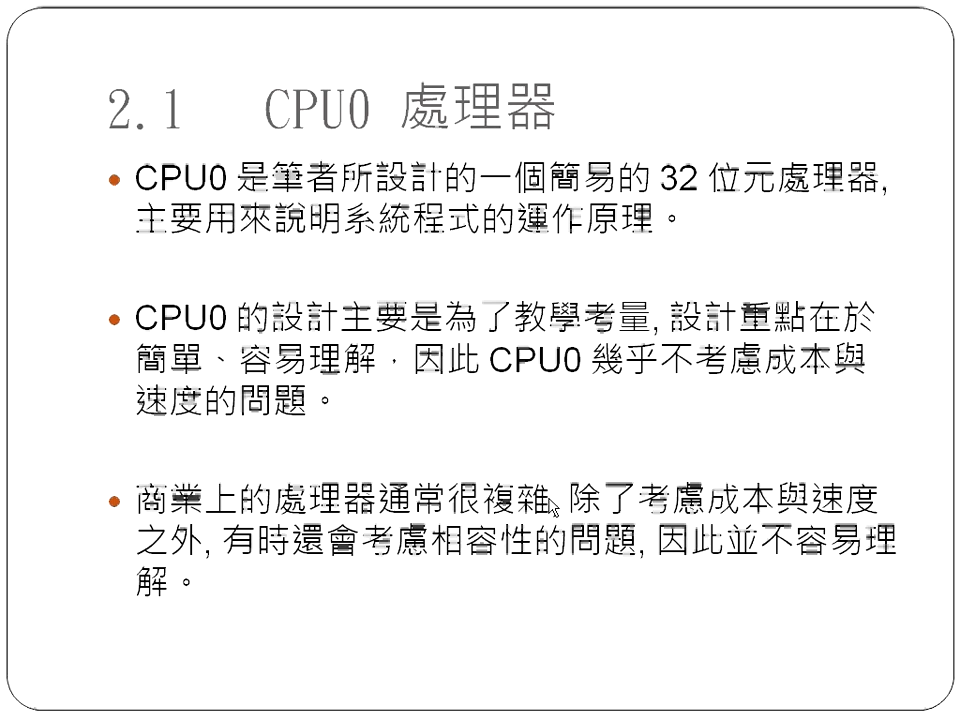 2.1 CPU0 處理器
• CPU0 是筆者所設計的一個簡易的 32 位元處理器,
主要用來說明系統程式的運作原理。
• CPU0 的設計主要是為了教學考量, 設計重點在於
簡單、容易理解，因此 CPU0 幾乎不考慮成本與
速度的問題。
• 商業上的處理器通常很複雜, 除了考慮成本與速度
之外, 有時還會考慮相容性的問題, 因此並不容易理
解。